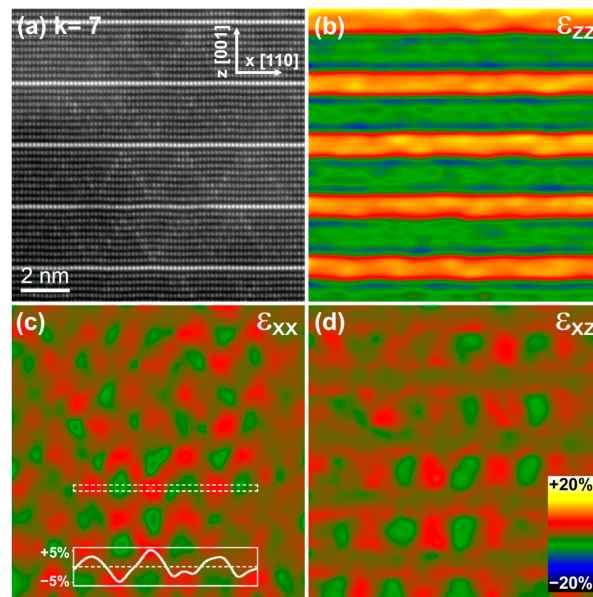 (a) k= 7
z [001]
x [110]
2 nm
(b)
εzz
(c)
εxx
+5%
−5%
(d)
εxz
+20%
−20%